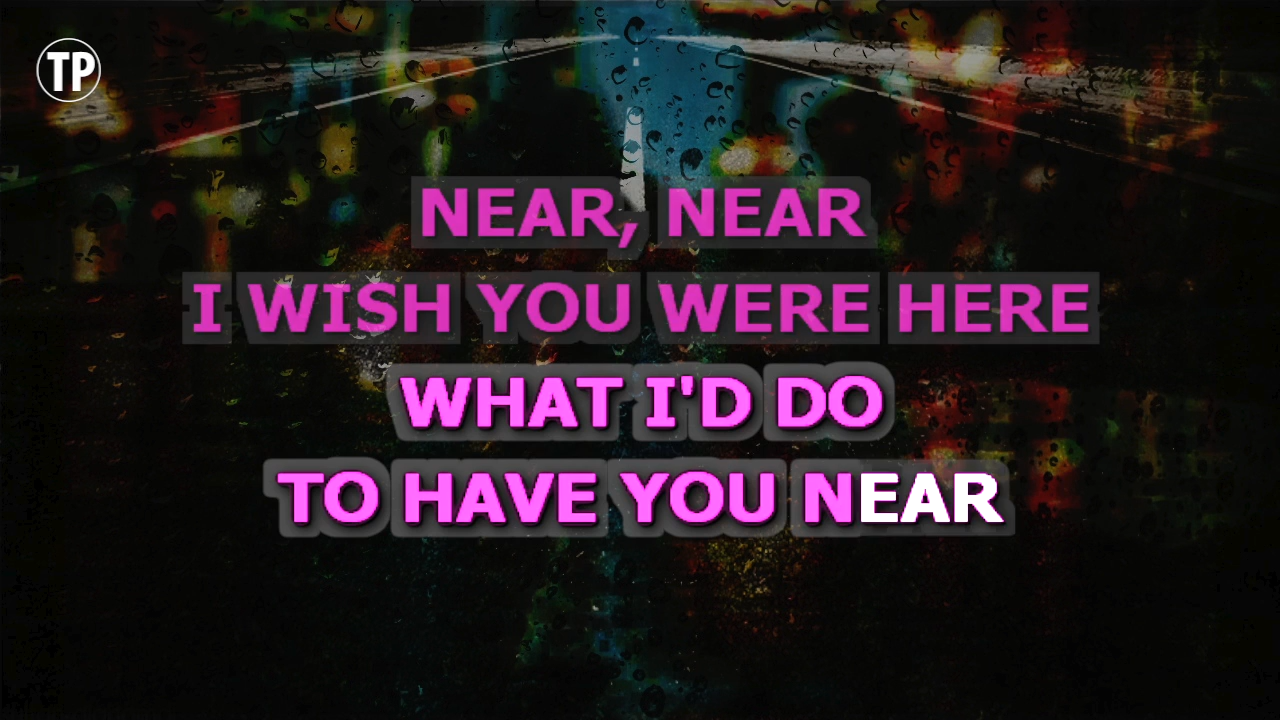 TP
NEAR, NEAR
I WISH YOU WERE HERE
WHAT I'D DO
TO HAVE YOU NEAR